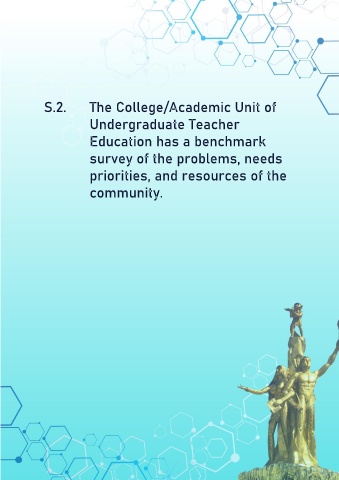 S.2. The College/Academic Unit of
Undergraduate Teacher
Education has a benchmark
survey of the problems, needs
priorities, and resources of the
community.